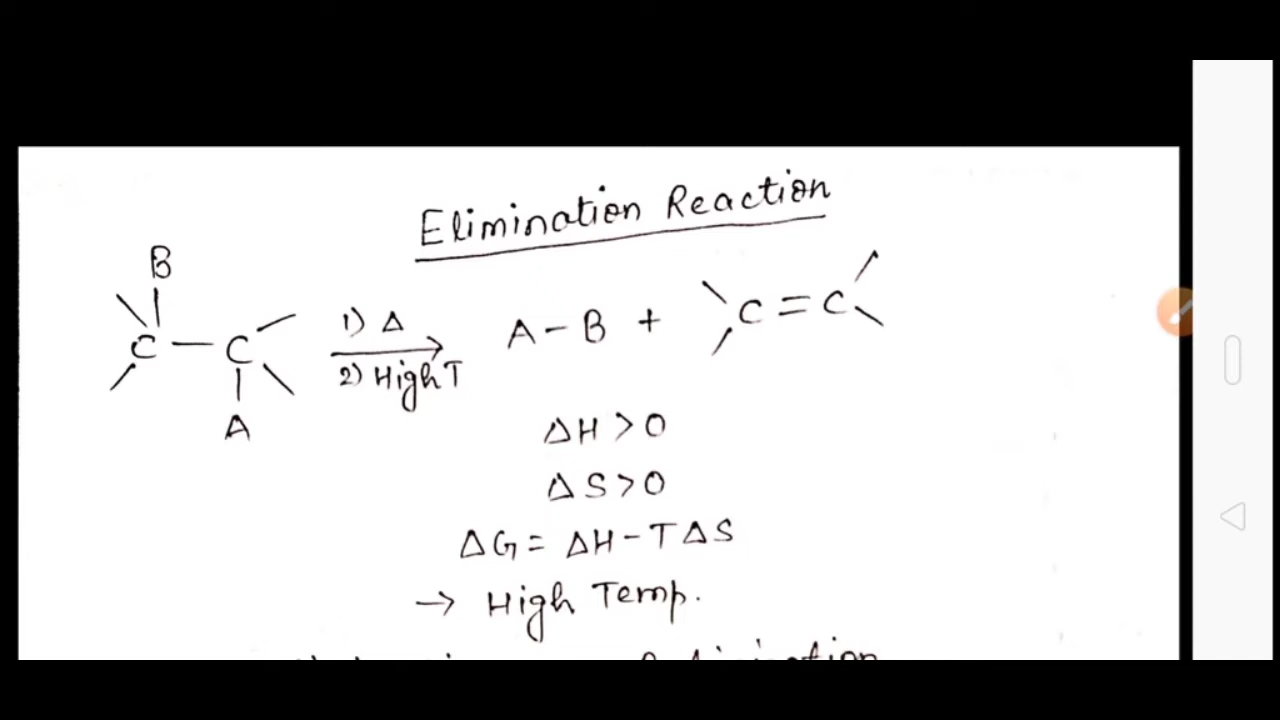 Elimination Reaction
B
C — C
A
1) Δ
2) High T
A – B + C = C
ΔH > 0
ΔS > 0
ΔG = ΔH – TΔS
→ High Temp.